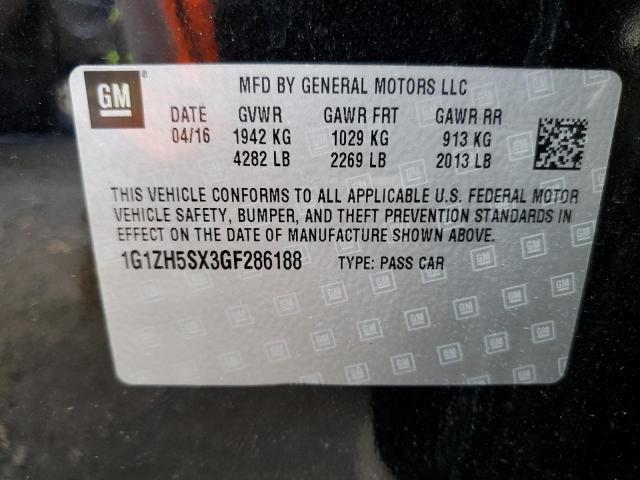 GM ® MFD BY GENERAL MOTORS LLC
DATE GVWR GAWR FRT GAWR RR
04/16 1942 KG 1029 KG 913 KG
4282 LB 2269 LB 2013 LB
THIS VEHICLE CONFORMS TO ALL APPLICABLE U.S. FEDERAL MOTOR
VEHICLE SAFETY, BUMPER, AND THEFT PREVENTION STANDARDS IN
EFFECT ON THE DATE OF MANUFACTURE SHOWN ABOVE.
1G1ZH5SX3GF286188 TYPE: PASS CAR